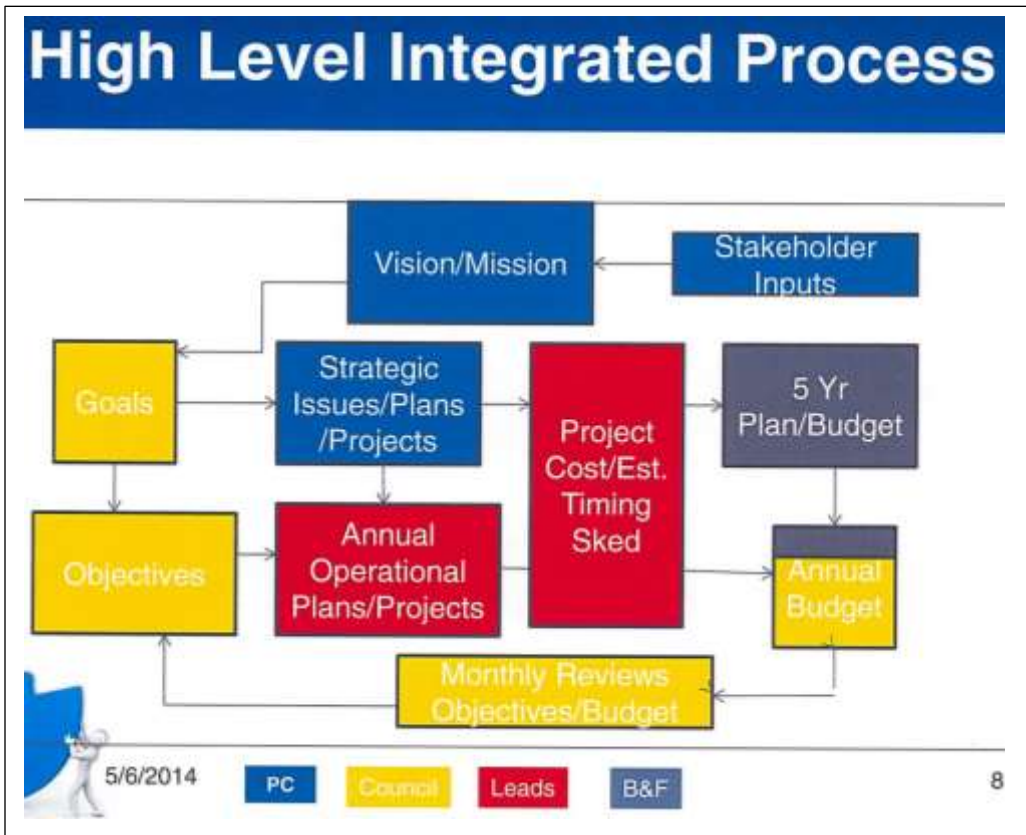 High Level Integrated Process
Vision/Mission
Stakeholder
Inputs
Goals
Strategic
Issues/Plans
/Projects
Project
Cost/Est.
Timing
Sked
5 Yr
Plan/Budget
Objectives
Annual
Operational
Plans/Projects
Annual
Budget
Monthly Reviews
Objectives/Budget
5/6/2014
PC
Council
Leads
B&F
8